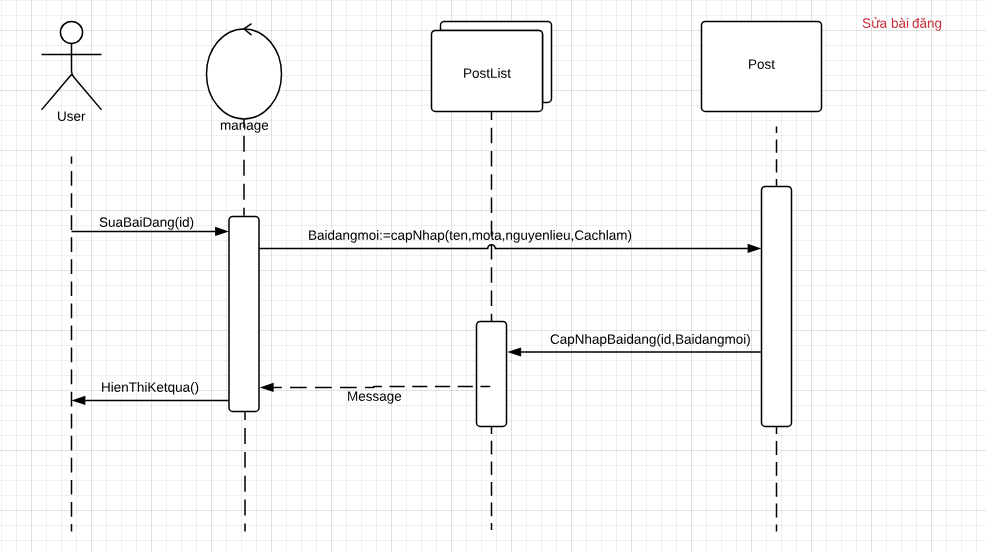 Sửa bài đăng
User
manage
PostList
Post
SuaBaiDang(id)
Baidangmoi:=capNhap(ten,mota,nguyenlieu,Cachlam)
CapNhapBaidang(id,Baidangmoi)
HienThiKetqua()
Message